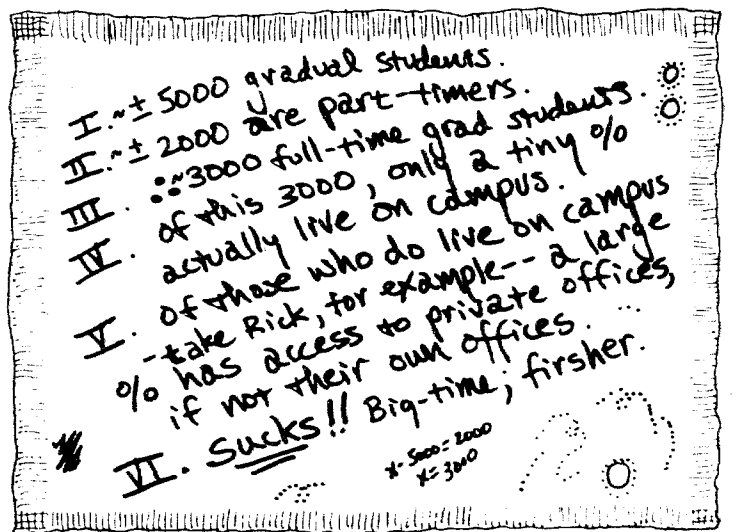 I. ~± 5000 gradual students.
II. ~± 2000 are part-timers.
III. ∴ ~3000 full-time grad students.
IV. of this 3000, only a tiny %
actually live on campus.
V. of those who do live on campus
-take Rick, for example-- a large
% has access to private offices,
if not their own offices.
VI. Sucks!! Big-time; firsher.
x-5000=2000
x=3000